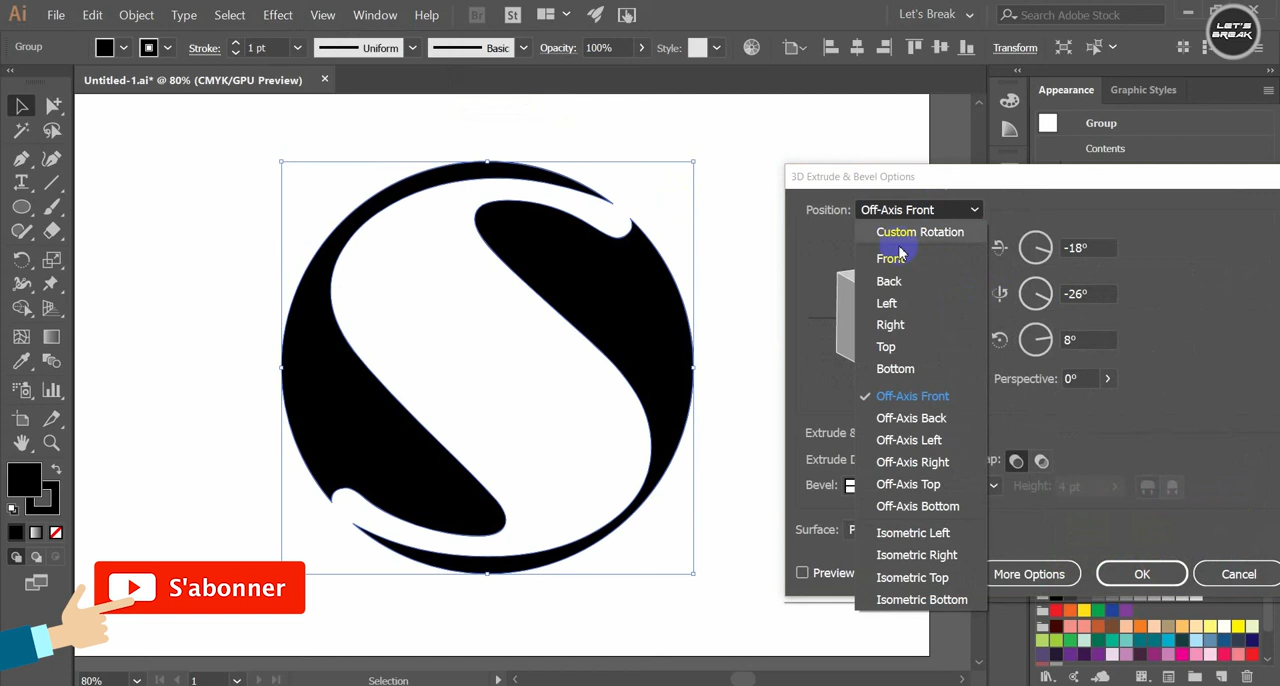 Ai File Edit Object Type Select Effect View Window Help Br St Let's Break Search Adobe Stock
LET'S BREAK
Group Stroke: 1 pt Uniform Basic Opacity: 100% Style: Transform
Untitled-1.ai* @ 80% (CMYK/GPU Preview)
Appearance Graphic Styles
Group
Contents
3D Extrude & Bevel Options
Position: Off-Axis Front
Custom Rotation
Front
Back
Left
Right
Top
Bottom
Off-Axis Front
Off-Axis Back
Off-Axis Left
Off-Axis Right
Off-Axis Top
Off-Axis Bottom
Isometric Left
Isometric Right
Isometric Top
Isometric Bottom
-18°
-26°
8°
Perspective: 0°
Extrude &
Extrude D
Bevel: Height: 4 pt
Surface: P
Preview More Options OK Cancel
S'abonner
80% 1 Selection